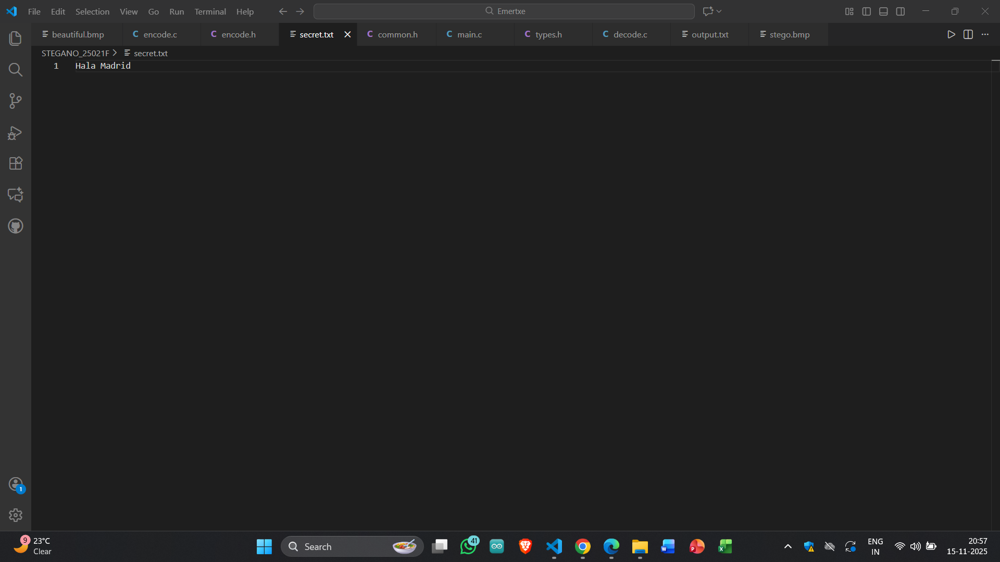 File Edit Selection View Go Run Terminal Help Emertxe
beautiful.bmp C encode.c C encode.h secret.txt C common.h C main.c C types.h C decode.c output.txt stego.bmp
STEGANO_25021F > secret.txt
1 Hala Madrid
1
9 23°C
Clear
Search
41
W P X
ENG
IN
20:57
15-11-2025